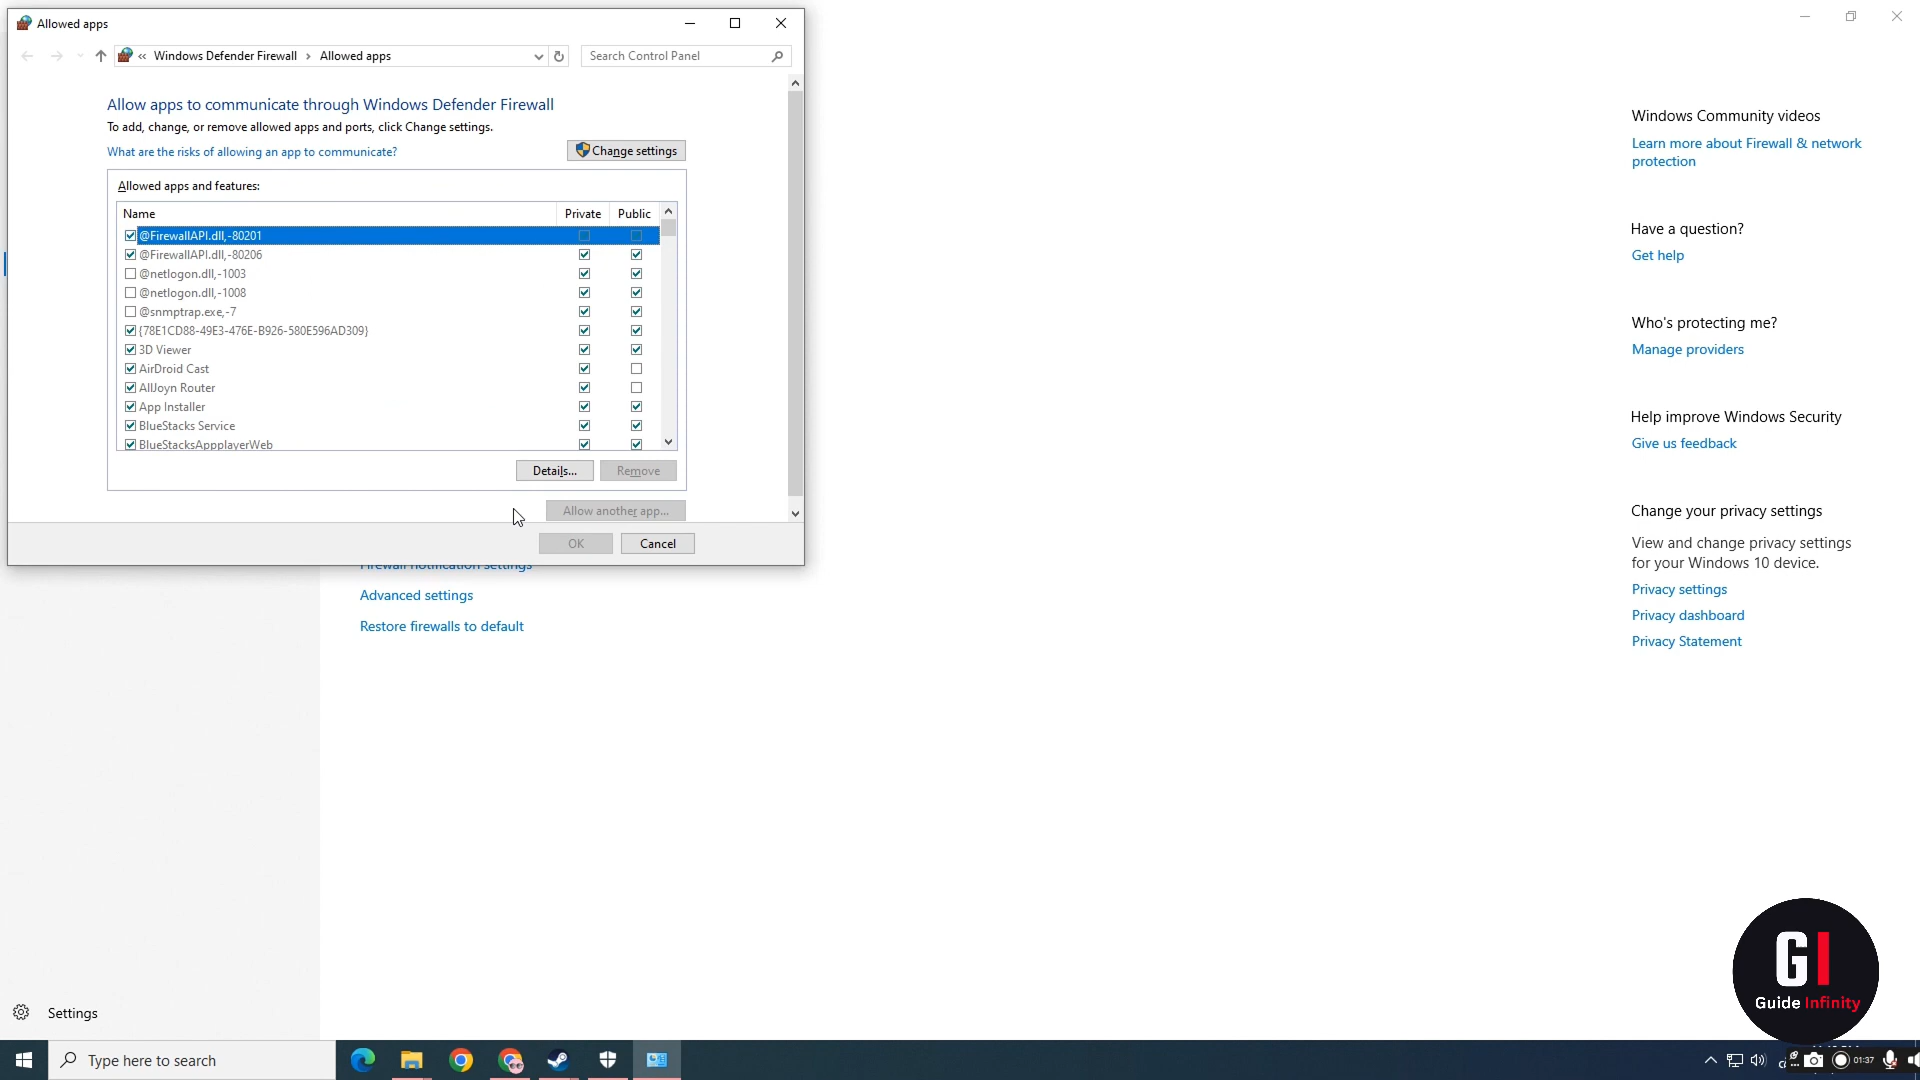 Allowed apps
« Windows Defender Firewall › Allowed apps
Search Control Panel
Allow apps to communicate through Windows Defender Firewall
To add, change, or remove allowed apps and ports, click Change settings.
What are the risks of allowing an app to communicate?
Change settings
Allowed apps and features:
Name Private Public
@FirewallAPI.dll,-80201
@FirewallAPI.dll,-80206
@netlogon.dll,-1003
@netlogon.dll,-1008
@snmptrap.exe,-7
{78E1CD88-49E3-476E-B926-580E596AD309}
3D Viewer
AirDroid Cast
AllJoyn Router
App Installer
BlueStacks Service
BlueStacksAppplayerWeb
Details...
Remove
Allow another app...
OK
Cancel
Firewall notification settings
Advanced settings
Restore firewalls to default
Windows Community videos
Learn more about Firewall & network
protection
Have a question?
Get help
Who's protecting me?
Manage providers
Help improve Windows Security
Give us feedback
Change your privacy settings
View and change privacy settings
for your Windows 10 device.
Privacy settings
Privacy dashboard
Privacy Statement
Settings
GI
Guide Infinity
Type here to search
01:37